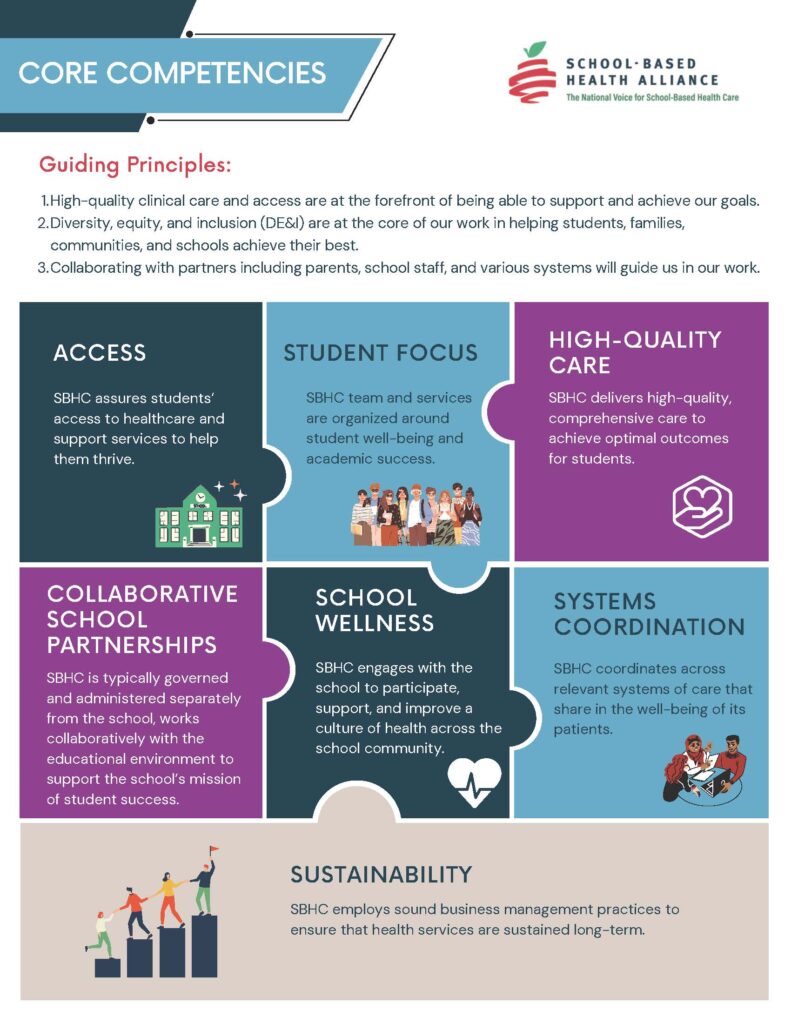 CORE COMPETENCIES
SCHOOL-BASED
HEALTH ALLIANCE
The National Voice for School-Based Health Care
Guiding Principles:
1.High-quality clinical care and access are at the forefront of being able to support and achieve our goals.
2.Diversity, equity, and inclusion (DE&I) are at the core of our work in helping students, families,
communities, and schools achieve their best.
3.Collaborating with partners including parents, school staff, and various systems will guide us in our work.
ACCESS
SBHC assures students'
access to healthcare and
support services to help
them thrive.
STUDENT FOCUS
SBHC team and services
are organized around
student well-being and
academic success.
HIGH-QUALITY
CARE
SBHC delivers high-quality,
comprehensive care to
achieve optimal outcomes
for students.
COLLABORATIVE
SCHOOL
PARTNERSHIPS
SBHC is typically governed
and administered separately
from the school, works
collaboratively with the
educational environment to
support the school's mission
of student success.
SCHOOL
WELLNESS
SBHC engages with the
school to participate,
support, and improve a
culture of health across the
school community.
SYSTEMS
COORDINATION
SBHC coordinates across
relevant systems of care that
share in the well-being of its
patients.
SUSTAINABILITY
SBHC employs sound business management practices to
ensure that health services are sustained long-term.